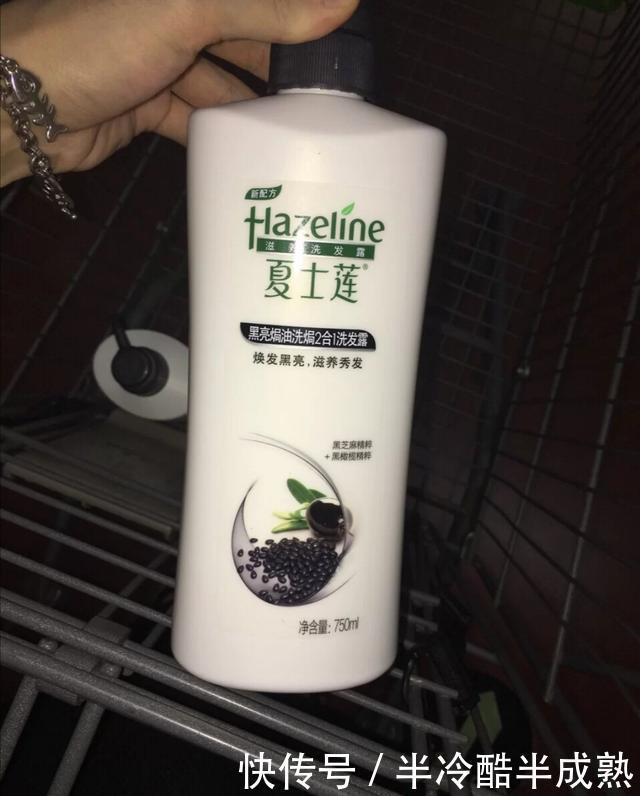 新配方
Hazeline
滋养洗发露
夏士莲®
黑亮焗油洗焗2合1洗发露
焕发黑亮,滋养秀发
黑芝麻精粹
+黑橄榄精粹
净含量:750ml
快传号 / 半冷酷半成熟